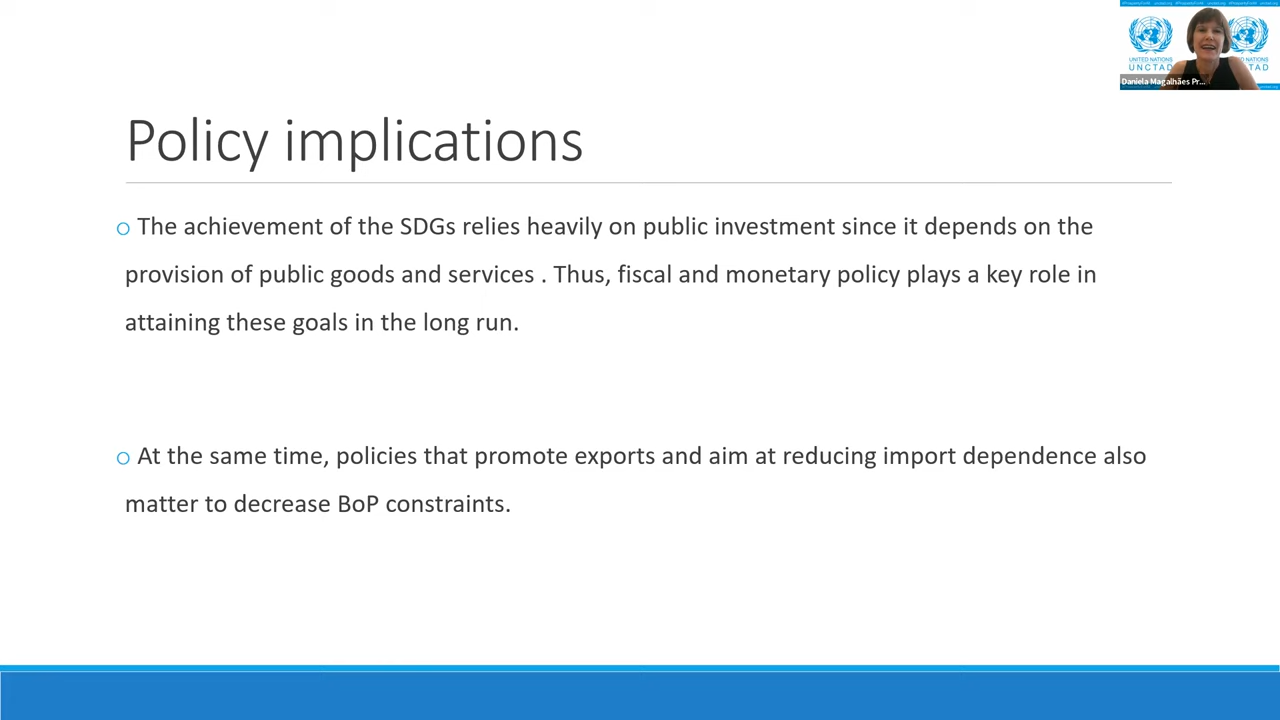 UNITED NATIONS
UNCTAD
Daniela Magalhães Pr...
Policy implications
o The achievement of the SDGs relies heavily on public investment since it depends on the
provision of public goods and services . Thus, fiscal and monetary policy plays a key role in
attaining these goals in the long run.
o At the same time, policies that promote exports and aim at reducing import dependence also
matter to decrease BoP constraints.